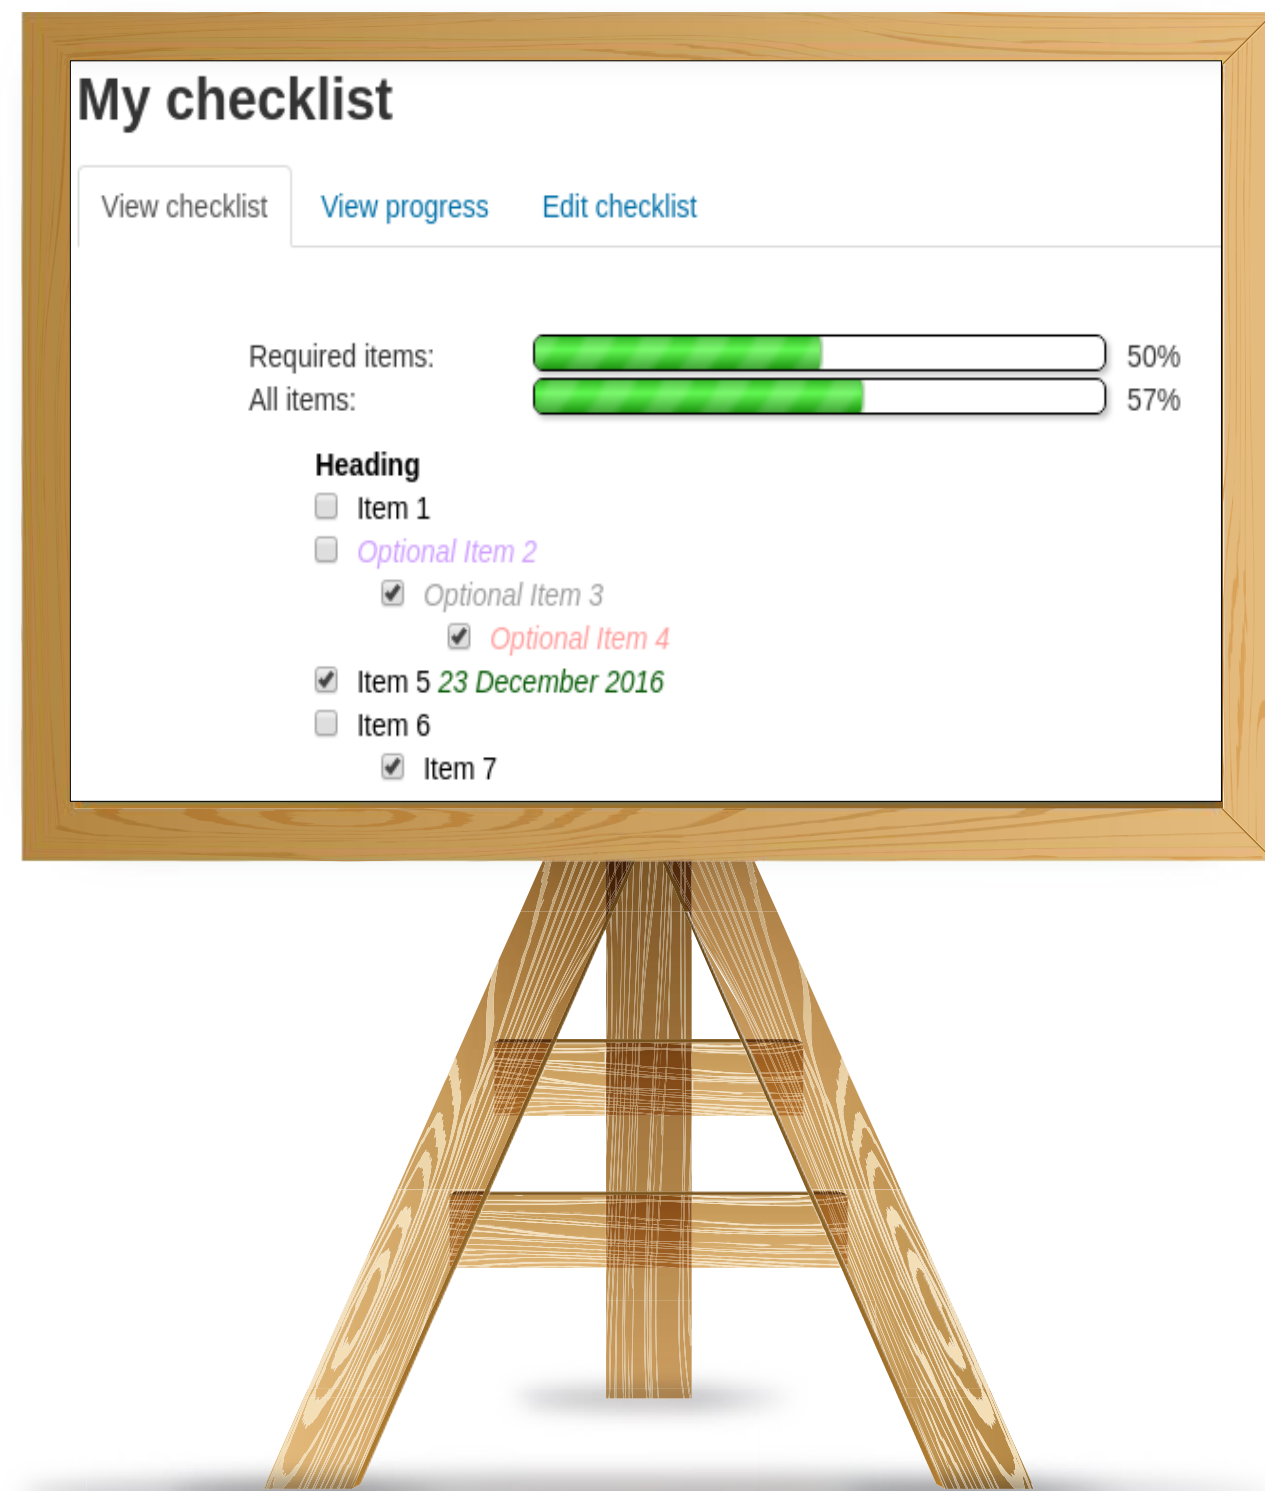 My checklist
View checklist View progress Edit checklist
Required items: 50%
All items: 57%
Heading
Item 1
Optional Item 2
Optional Item 3
Optional Item 4
Item 5 23 December 2016
Item 6
Item 7